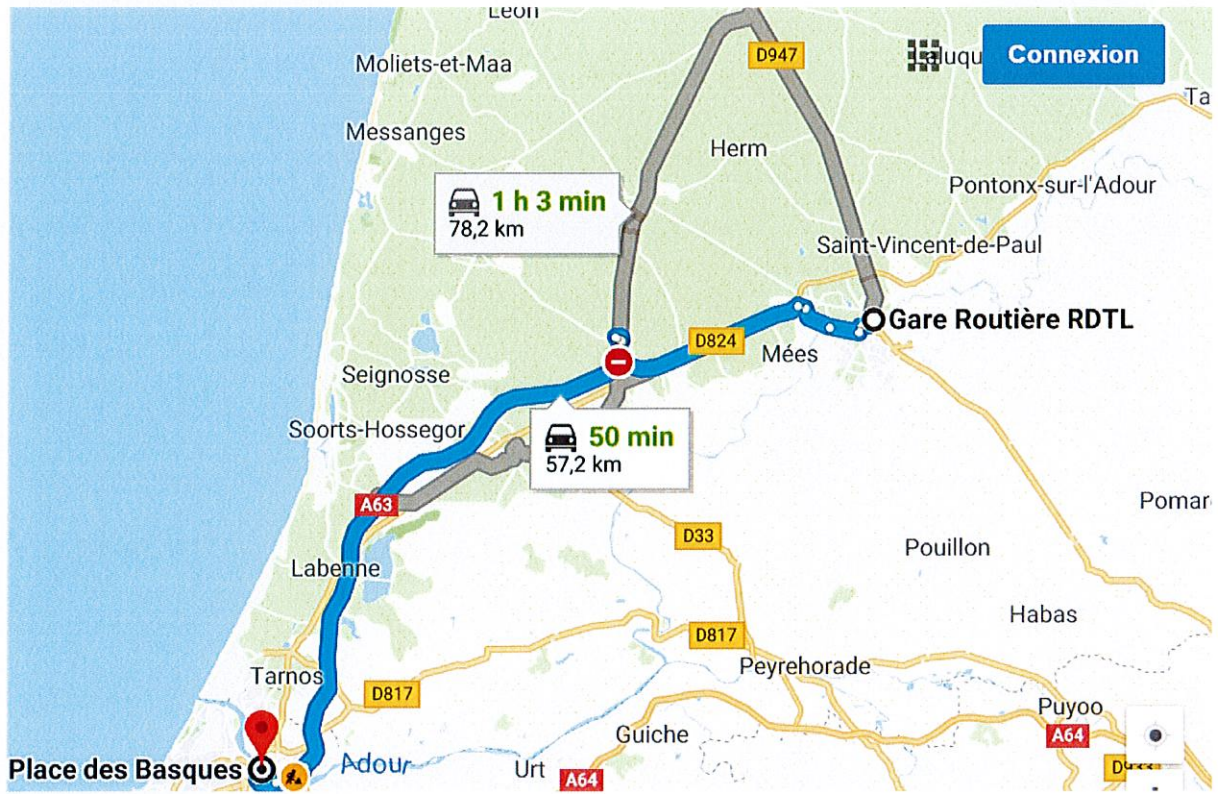 Léon
Connexion
D947
Moliets-et-Maa
Ta
Messanges
Herm
1 h 3 min
78,2 km
Pontonx-sur-l'Adour
Saint-Vincent-de-Paul
Gare Routière RDTL
D824
Mées
Seignosse
Soorts-Hossegor
50 min
57,2 km
A63
Pomar
D33
Pouillon
Labenne
Habas
D817
Peyrehorade
Tarnos
D817
Puyoo
Guiche
A64
Place des Basques
Adour
Urt
A64